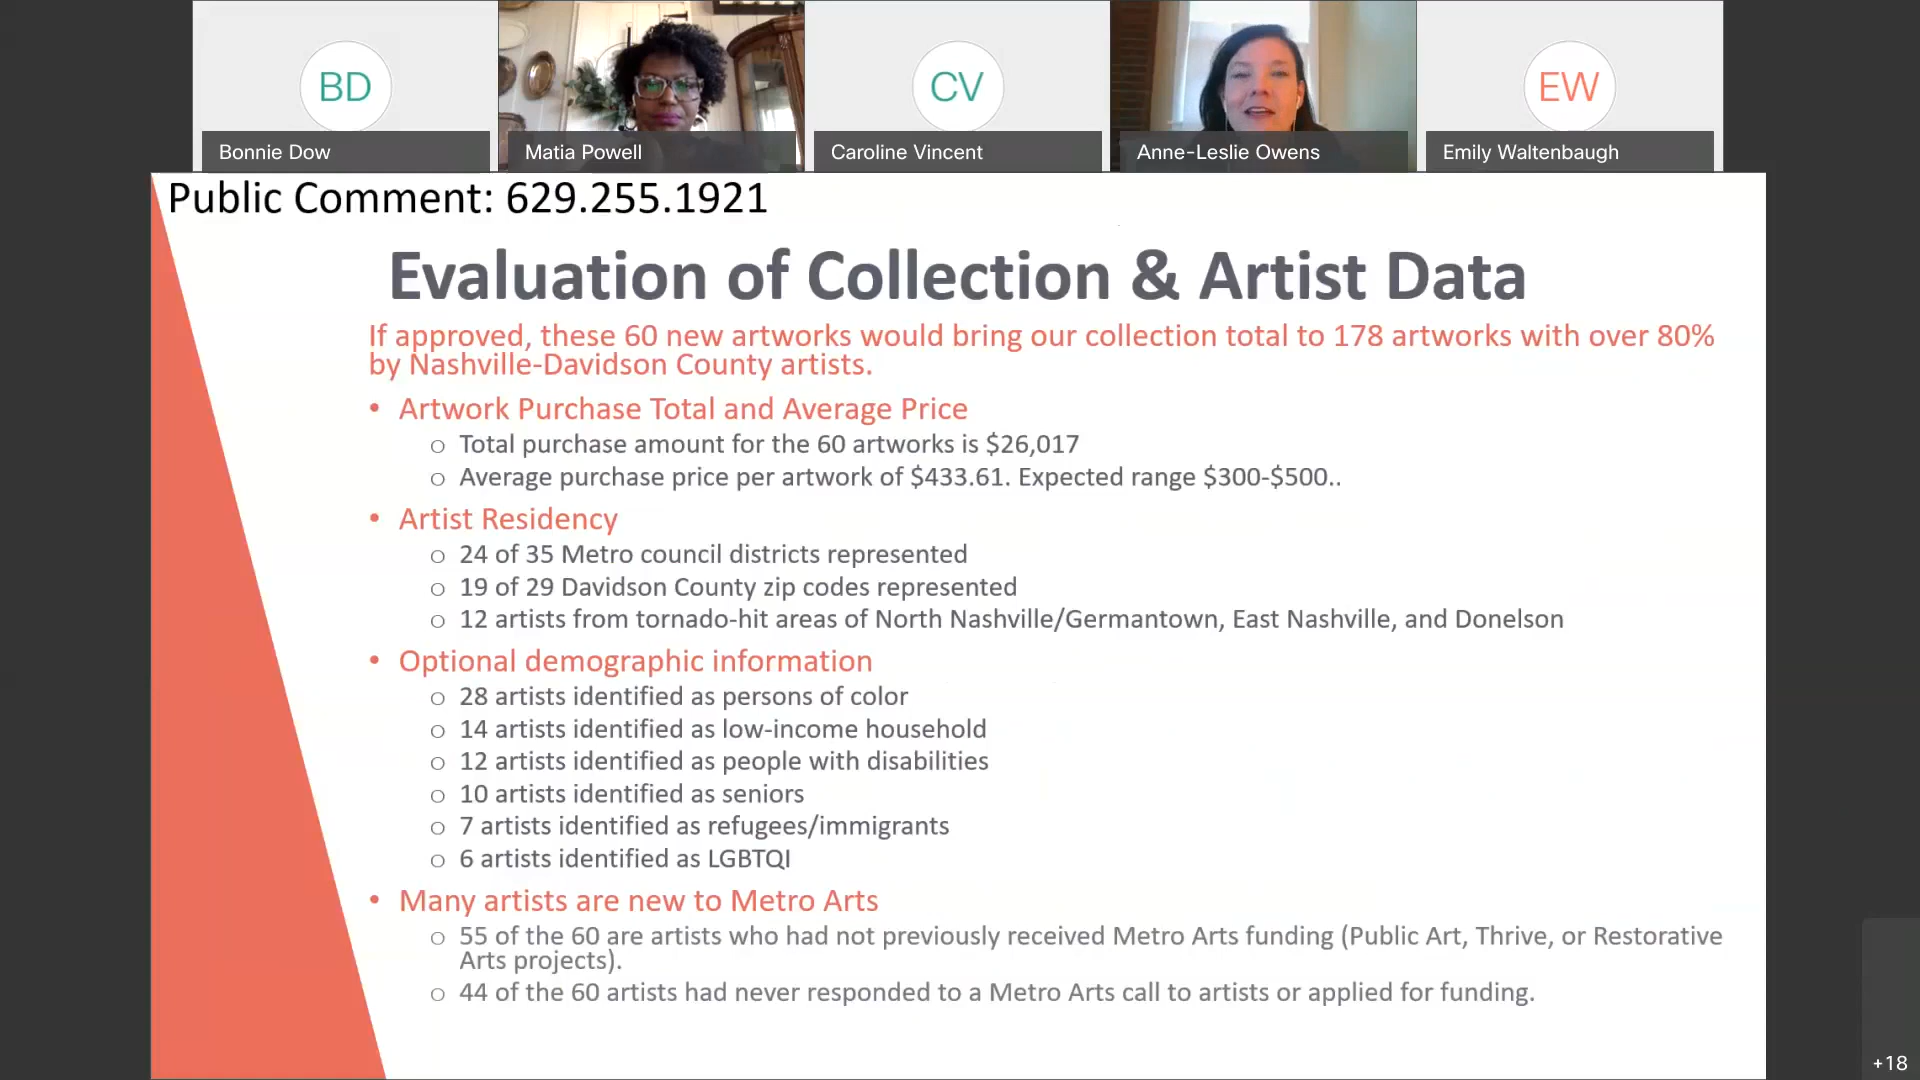 BD
CV
EW
Bonnie Dow
Matia Powell
Caroline Vincent
Anne-Leslie Owens
Emily Waltenbaugh
Public Comment: 629.255.1921
Evaluation of Collection & Artist Data
If approved, these 60 new artworks would bring our collection total to 178 artworks with over 80%
by Nashville-Davidson County artists.
• Artwork Purchase Total and Average Price
o Total purchase amount for the 60 artworks is $26,017
o Average purchase price per artwork of $433.61. Expected range $300-$500..
• Artist Residency
o 24 of 35 Metro council districts represented
o 19 of 29 Davidson County zip codes represented
o 12 artists from tornado-hit areas of North Nashville/Germantown, East Nashville, and Donelson
• Optional demographic information
o 28 artists identified as persons of color
o 14 artists identified as low-income household
o 12 artists identified as people with disabilities
o 10 artists identified as seniors
o 7 artists identified as refugees/immigrants
o 6 artists identified as LGBTQI
• Many artists are new to Metro Arts
o 55 of the 60 are artists who had not previously received Metro Arts funding (Public Art, Thrive, or Restorative
Arts projects).
o 44 of the 60 artists had never responded to a Metro Arts call to artists or applied for funding.
+18